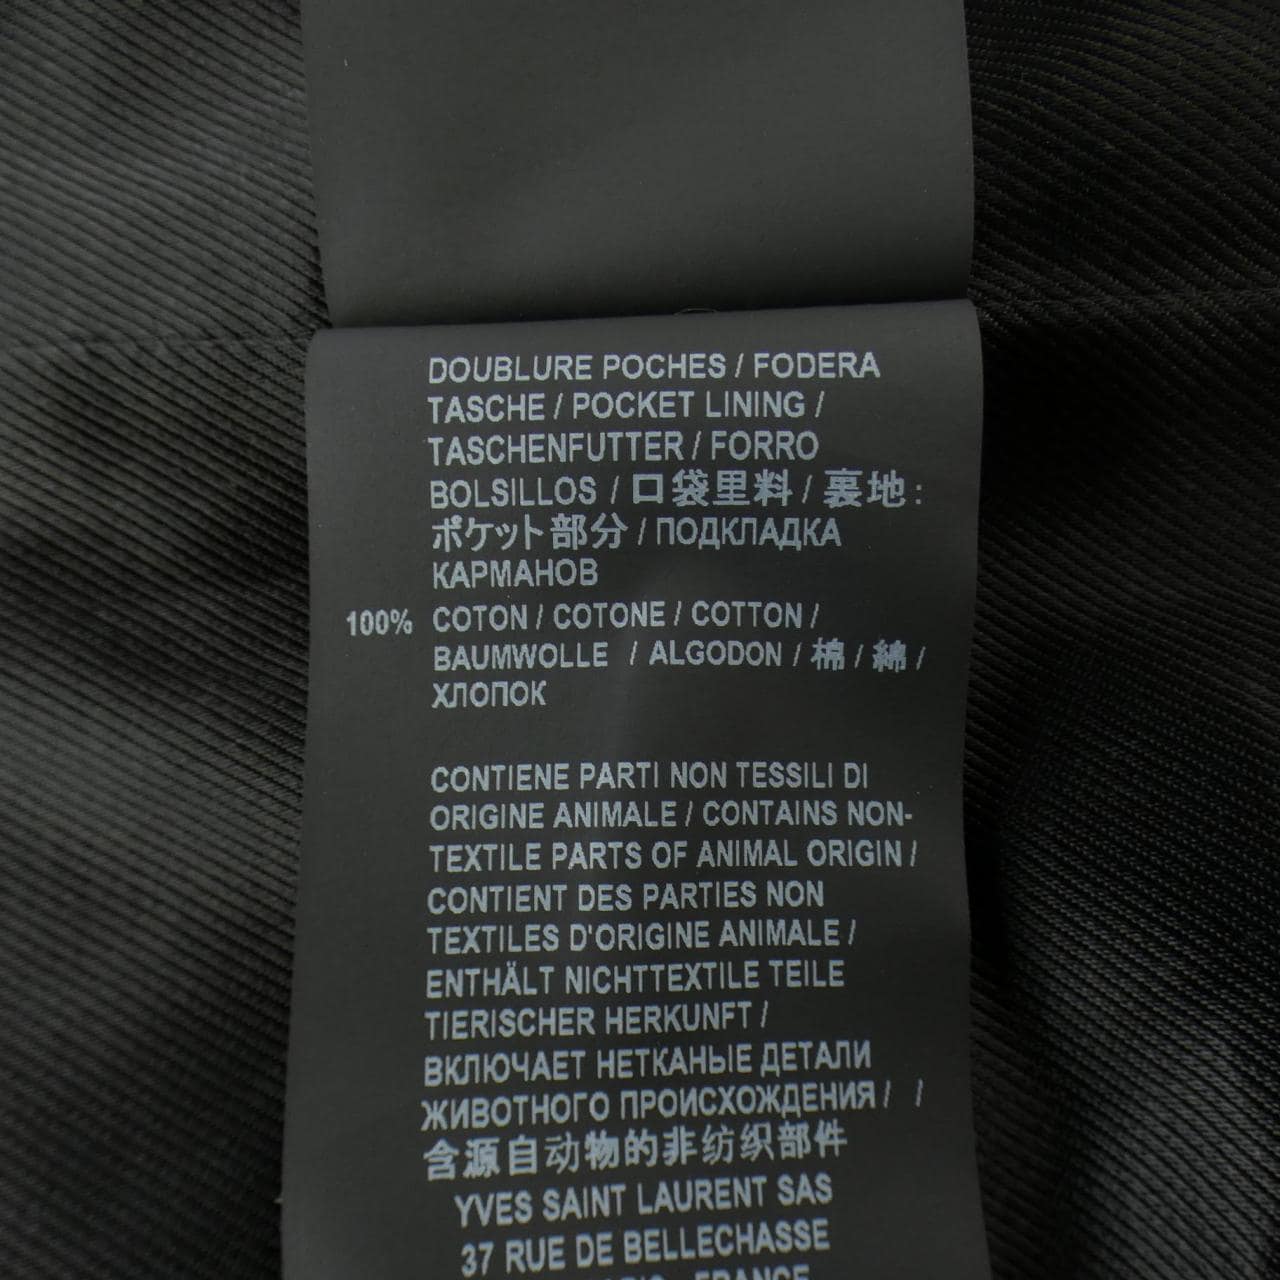 DOUBLURE POCHES / FODERA
TASCHE / POCKET LINING /
TASCHENFUTTER / FORRO
BOLSILLOS / 口袋里料 / 裏地:
ポケット部分 / ПОДКЛАДКА
КАРМАНОВ
100% COTON / COTONE / COTTON /
BAUMWOLLE / ALGODON / 棉 / 綿 /
ХЛОПОК
CONTIENE PARTI NON TESSILI DI
ORIGINE ANIMALE / CONTAINS NON-
TEXTILE PARTS OF ANIMAL ORIGIN /
CONTIENT DES PARTIES NON
TEXTILES D'ORIGINE ANIMALE /
ENTHÄLT NICHTTEXTILE TEILE
TIERISCHER HERKUNFT /
ВКЛЮЧАЕТ НЕТКАНЫЕ ДЕТАЛИ
ЖИВОТНОГО ПРОИСХОЖДЕНИЯ / /
含源自动物的非纺织部件
YVES SAINT LAURENT SAS
37 RUE DE BELLECHASSE
FRANCE